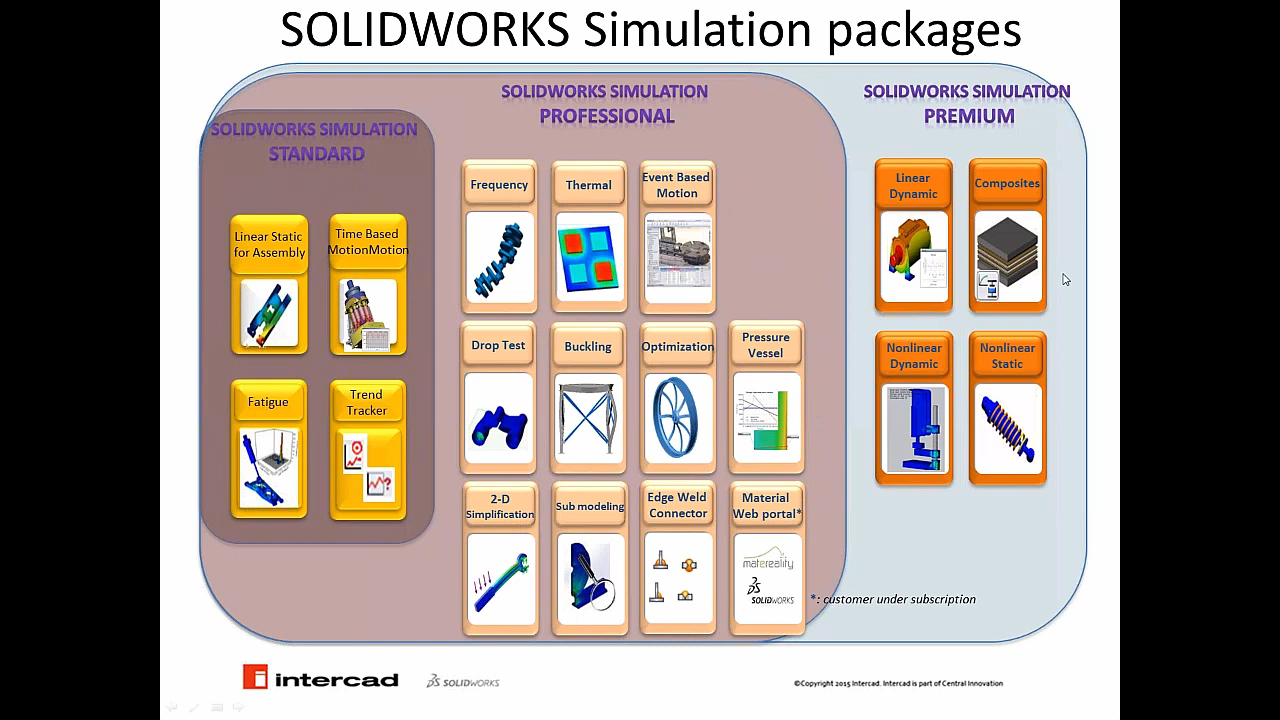 SOLIDWORKS Simulation packages
SOLIDWORKS SIMULATION
STANDARD
Linear Static
for Assembly
Time Based
MotionMotion
Fatigue
Trend
Tracker
SOLIDWORKS SIMULATION
PROFESSIONAL
Frequency
Thermal
Event Based
Motion
Drop Test
Buckling
Optimization
Pressure
Vessel
2-D
Simplification
Sub modeling
Edge Weld
Connector
Material
Web portal*
matereality
SOLIDWORKS
SOLIDWORKS SIMULATION
PREMIUM
Linear
Dynamic
Composites
Nonlinear
Dynamic
Nonlinear
Static
*: customer under subscription
intercad
SOLIDWORKS
©Copyright 2015 Intercad. Intercad is part of Central Innovation